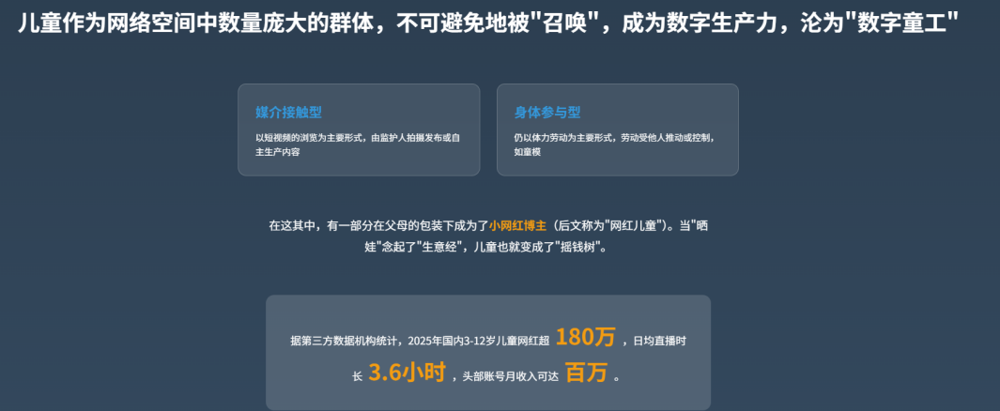 儿童作为网络空间中数量庞大的群体，不可避免地被"召唤"，成为数字生产力，沦为"数字童工"
媒介接触型
以短视频的浏览为主要形式，由监护人拍摄发布或自
主生产内容
身体参与型
仍以体力劳动为主要形式，劳动受他人推动或控制，
如童模
在这其中，有一部分在父母的包装下成为了小网红博主（后文称为"网红儿童"）。当"晒
娃"念起了"生意经"，儿童也就变成了"摇钱树"。
据第三方数据机构统计，2025年国内3-12岁儿童网红超 180万 ，日均直播时
长 3.6小时 ，头部账号月收入可达 百万 。